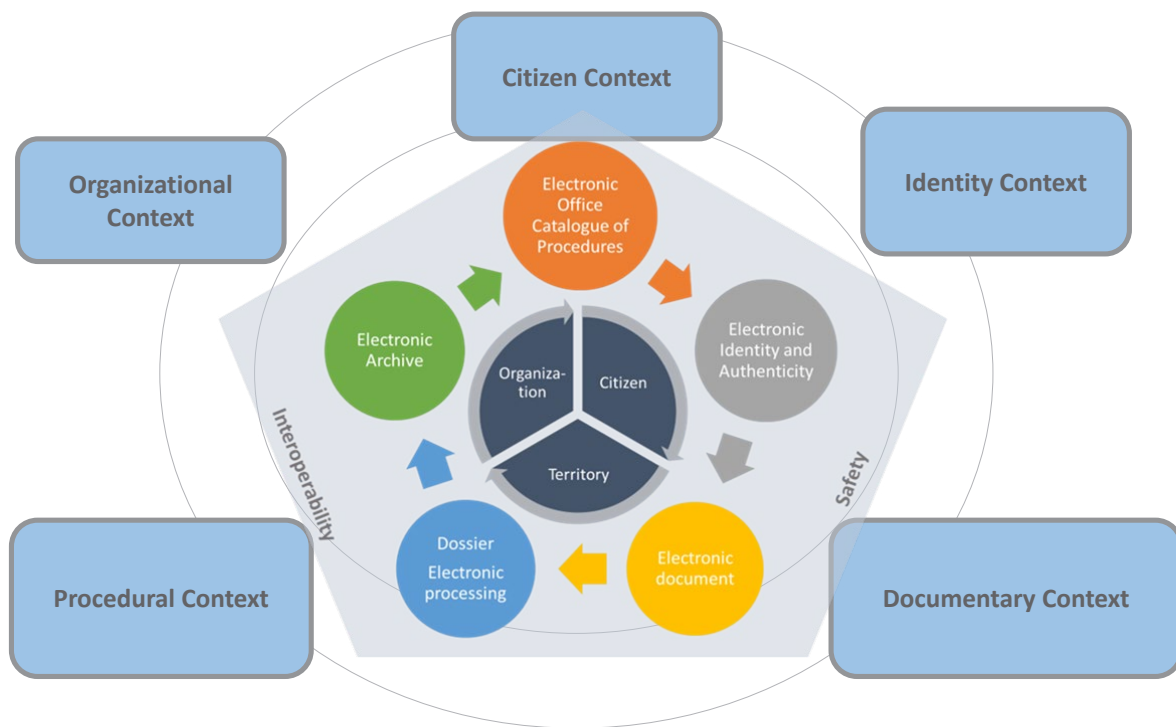 Citizen Context
Organizational
Context
Identity Context
Electronic
Office
Catalogue of
Procedures
Electronic
Archive
Electronic
Identity and
Authenticity
Organiza-
tion
Citizen
Territory
Interoperability
Safety
Dossier
Electronic
processing
Electronic
document
Procedural Context
Documentary Context